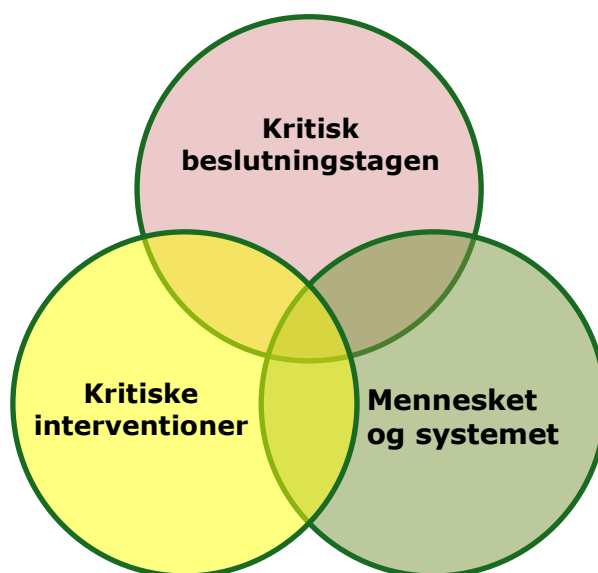 Kritisk
beslutningstagen
Kritiske
interventioner
Mennesket
og systemet